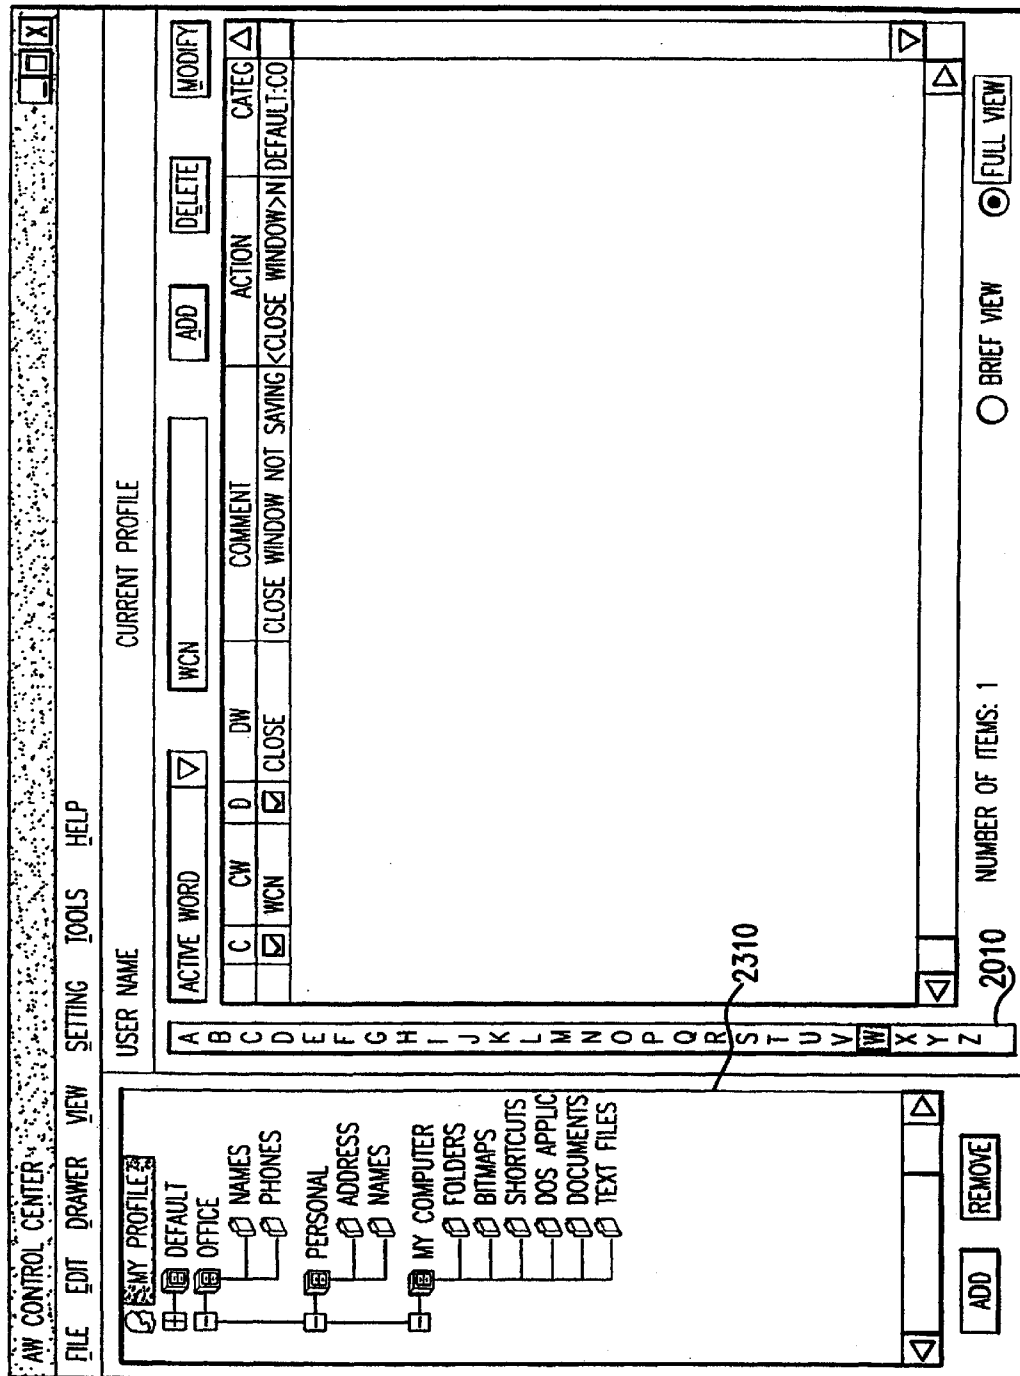 AW CONTROL CENTER
FILE EDIT DRAWER VIEW SETTING TOOLS HELP
USER NAME CURRENT PROFILE
MY PROFILE
DEFAULT
OFFICE
NAMES
PHONES
PERSONAL
ADDRESS
NAMES
MY COMPUTER
FOLDERS
BITMAPS
SHORTCUTS
DOS APPLIC
DOCUMENTS
TEXT FILES
ADD REMOVE
2310
A
B
C
D
E
F
G
H
I
J
K
L
M
N
O
P
Q
R
S
T
U
V
W
X
Y
Z
2010
ACTIVE WORD WCN ADD DELETE MODIFY
C CW D DW COMMENT ACTION CATEG
WCN CLOSE CLOSE WINDOW NOT SAVING <CLOSE WINDOW>N DEFAULT:CO
NUMBER OF ITEMS: 1 BRIEF VIEW FULL VIEW